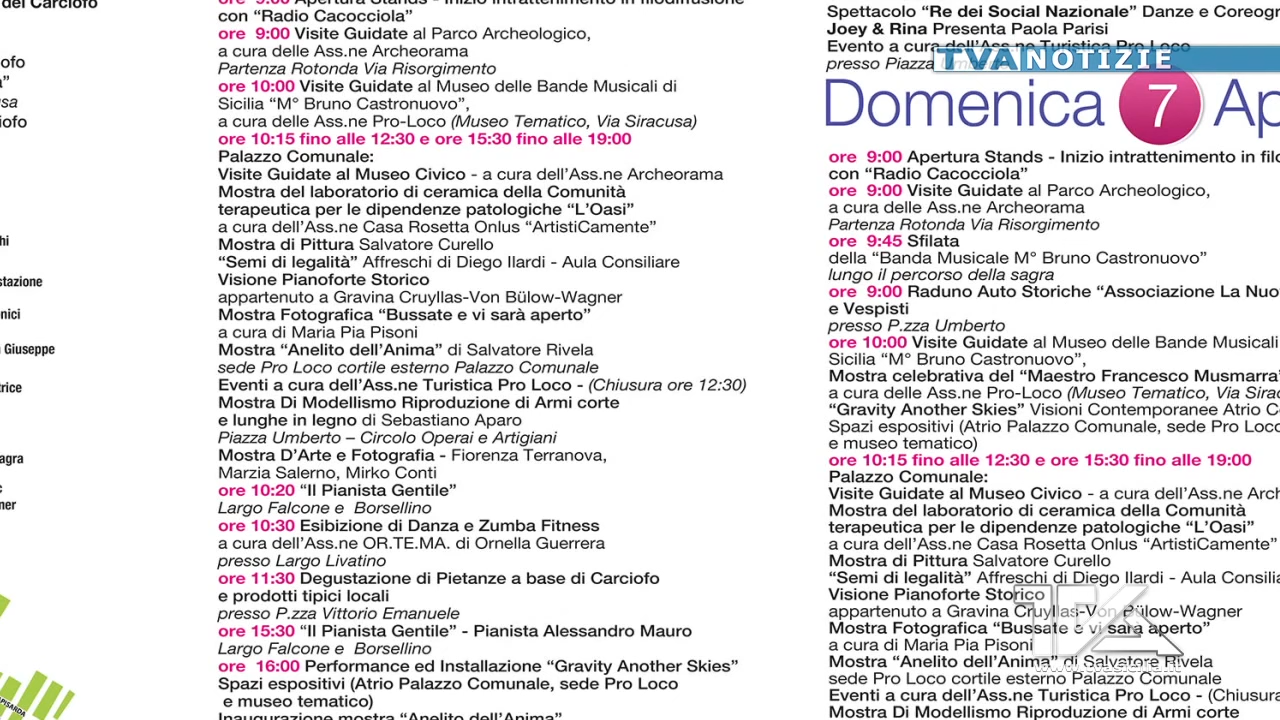 del Carciofo
ofo
a”
usa
iofo
hi
stazione
nici
Giuseppe
trice
agra
ner
APISARDA
ore 9:00 Apertura Stands - Inizio intrattenimento in filodiffusione
con “Radio Cacocciola”
ore 9:00 Visite Guidate al Parco Archeologico,
a cura delle Ass.ne Archeorama
Partenza Rotonda Via Risorgimento
ore 10:00 Visite Guidate al Museo delle Bande Musicali di
Sicilia “M° Bruno Castronuovo”,
a cura delle Ass.ne Pro-Loco (Museo Tematico, Via Siracusa)
ore 10:15 fino alle 12:30 e ore 15:30 fino alle 19:00
Palazzo Comunale:
Visite Guidate al Museo Civico - a cura dell’Ass.ne Archeorama
Mostra del laboratorio di ceramica della Comunità
terapeutica per le dipendenze patologiche “L’Oasi”
a cura dell’Ass.ne Casa Rosetta Onlus “ArtistiCamente”
Mostra di Pittura Salvatore Curello
“Semi di legalità” Affreschi di Diego Ilardi - Aula Consiliare
Visione Pianoforte Storico
appartenuto a Gravina Cruyllas-Von Bülow-Wagner
Mostra Fotografica “Bussate e vi sarà aperto”
a cura di Maria Pia Pisoni
Mostra “Anelito dell’Anima” di Salvatore Rivela
sede Pro Loco cortile esterno Palazzo Comunale
Eventi a cura dell’Ass.ne Turistica Pro Loco - (Chiusura ore 12:30)
Mostra Di Modellismo Riproduzione di Armi corte
e lunghe in legno di Sebastiano Aparo
Piazza Umberto – Circolo Operai e Artigiani
Mostra D’Arte e Fotografia - Fiorenza Terranova,
Marzia Salerno, Mirko Conti
ore 10:20 “Il Pianista Gentile”
Largo Falcone e Borsellino
ore 10:30 Esibizione di Danza e Zumba Fitness
a cura dell’Ass.ne OR.TE.MA. di Ornella Guerrera
presso Largo Livatino
ore 11:30 Degustazione di Pietanze a base di Carciofo
e prodotti tipici locali
presso P.zza Vittorio Emanuele
ore 15:30 “Il Pianista Gentile” - Pianista Alessandro Mauro
Largo Falcone e Borsellino
ore 16:00 Performance ed Installazione “Gravity Another Skies”
Spazi espositivi (Atrio Palazzo Comunale, sede Pro Loco
e museo tematico)
Inaugurazione mostra “Anelito dell’Anima”
Spettacolo “Re dei Social Nazionale” Danze e Coreogr
Joey & Rina Presenta Paola Parisi
Evento a cura dell’Ass.ne Turistica Pro Loco
presso Piazza Umberto
TVA NOTIZIE
Domenica 7 Ap
ore 9:00 Apertura Stands - Inizio intrattenimento in filo
con “Radio Cacocciola”
ore 9:00 Visite Guidate al Parco Archeologico,
a cura delle Ass.ne Archeorama
Partenza Rotonda Via Risorgimento
ore 9:45 Sfilata
della “Banda Musicale M° Bruno Castronuovo”
lungo il percorso della sagra
ore 9:00 Raduno Auto Storiche “Associazione La Nuo
e Vespisti
presso P.zza Umberto
ore 10:00 Visite Guidate al Museo delle Bande Musicali
Sicilia “M° Bruno Castronuovo”,
Mostra celebrativa del “Maestro Francesco Musmarra”
a cura delle Ass.ne Pro-Loco (Museo Tematico, Via Sirac
“Gravity Another Skies” Visioni Contemporanee Atrio C
Spazi espositivi (Atrio Palazzo Comunale, sede Pro Loco
e museo tematico)
ore 10:15 fino alle 12:30 e ore 15:30 fino alle 19:00
Palazzo Comunale:
Visite Guidate al Museo Civico - a cura dell’Ass.ne Arch
Mostra del laboratorio di ceramica della Comunità
terapeutica per le dipendenze patologiche “L’Oasi”
a cura dell’Ass.ne Casa Rosetta Onlus “ArtistiCamente”
Mostra di Pittura Salvatore Curello
“Semi di legalità” Affreschi di Diego Ilardi - Aula Consilia
Visione Pianoforte Storico
appartenuto a Gravina Cruyllas-Von Bülow-Wagner
Mostra Fotografica “Bussate e vi sarà aperto”
a cura di Maria Pia Pisoni
Mostra “Anelito dell’Anima” di Salvatore Rivela
sede Pro Loco cortile esterno Palazzo Comunale
Eventi a cura dell’Ass.ne Turistica Pro Loco - (Chiusura
Mostra Di Modellismo Riproduzione di Armi corte
TVA